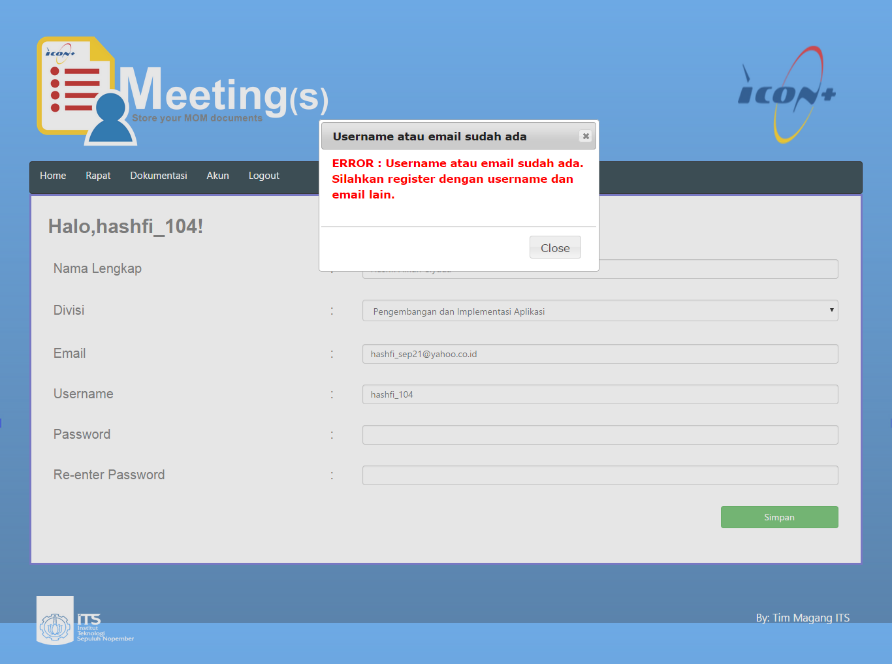 iCON+
Meeting(s)
Store your MOM documents
iCON+
Username atau email sudah ada
ERROR : Username atau email sudah ada.
Silahkan register dengan username dan
email lain.
Close
Home Rapat Dokumentasi Akun Logout
Halo,hashfi_104!
Nama Lengkap
Divisi : Pengembangan dan Implementasi Aplikasi
Email : hashfi_sep21@yahoo.co.id
Username : hashfi_104
Password :
Re-enter Password :
Simpan
iTS
Institut
Teknologi
Sepuluh Nopember
By: Tim Magang ITS